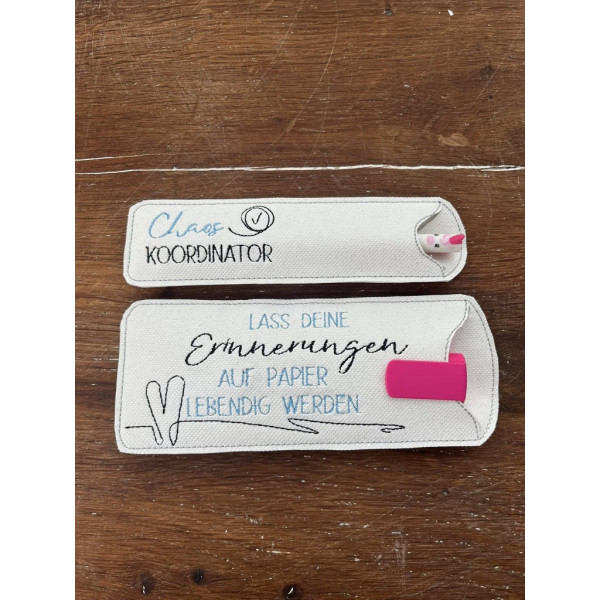 Chaos
KOORDINATOR
LASS DEINE
Erinnerungen
AUF PAPIER
LEBENDIG WERDEN